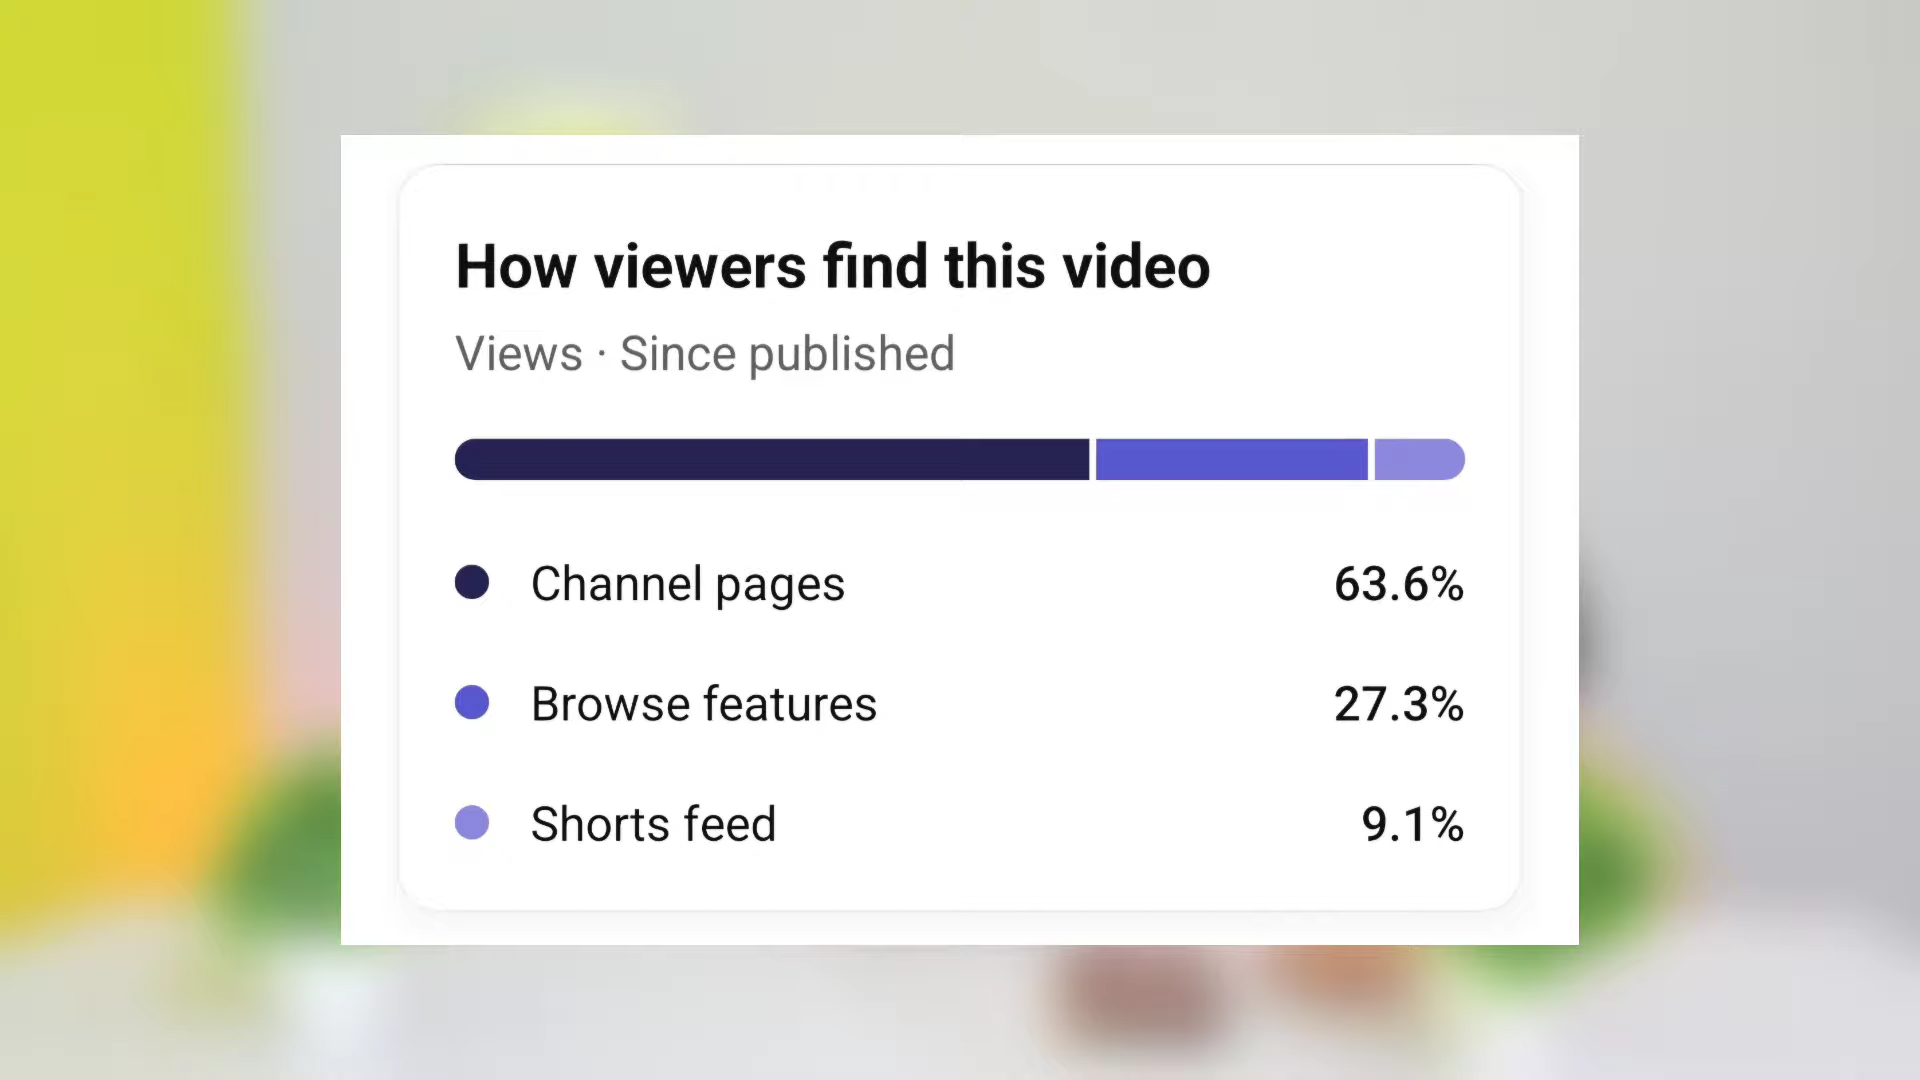 How viewers find this video
Views · Since published
Channel pages 63.6%
Browse features 27.3%
Shorts feed 9.1%